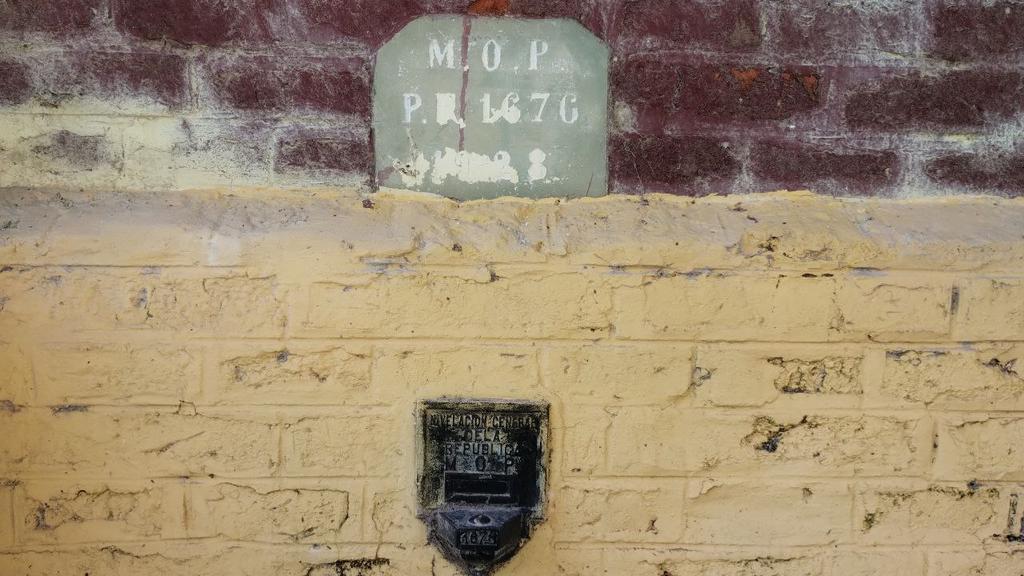 M.O.P
P.R. 1676
NIVELACION GENERAL
DE LA
REPUBLICA
M O P